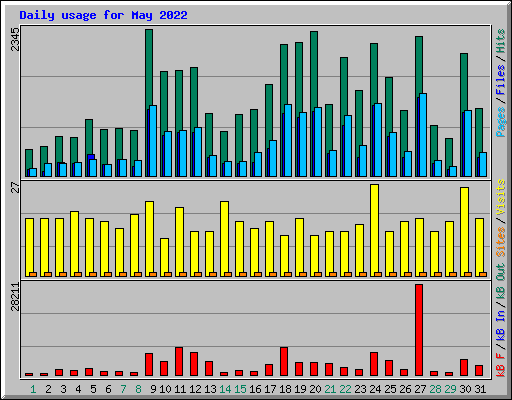 Daily usage for May 2022
2345
Pages / Files / Hits
27
Sites / Visits
28211
kB F / kB In / kB Out
1 2 3 4 5 6 7 8 9 10 11 12 13 14 15 16 17 18 19 20 21 22 23 24 25 26 27 28 29 30 31